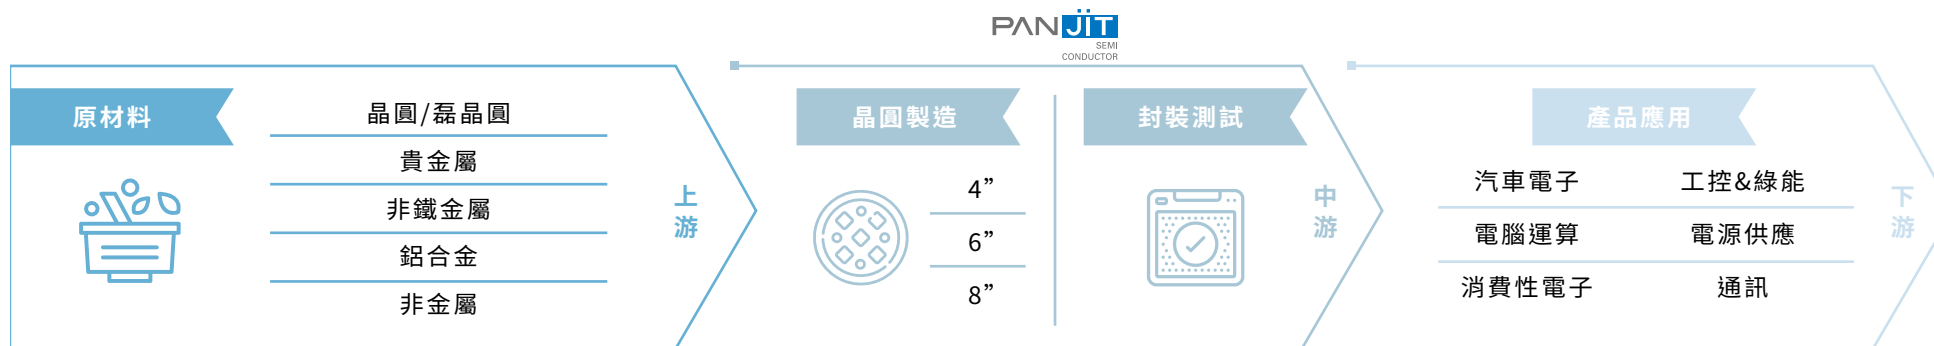 PANJIT
SEMI
CONDUCTOR
原材料
晶圓/磊晶圓
貴金屬
非鐵金屬
鋁合金
非金屬
上游
晶圓製造
4”
6”
8”
封裝測試
中游
產品應用
汽車電子 工控&綠能
電腦運算 電源供應
消費性電子 通訊
下游